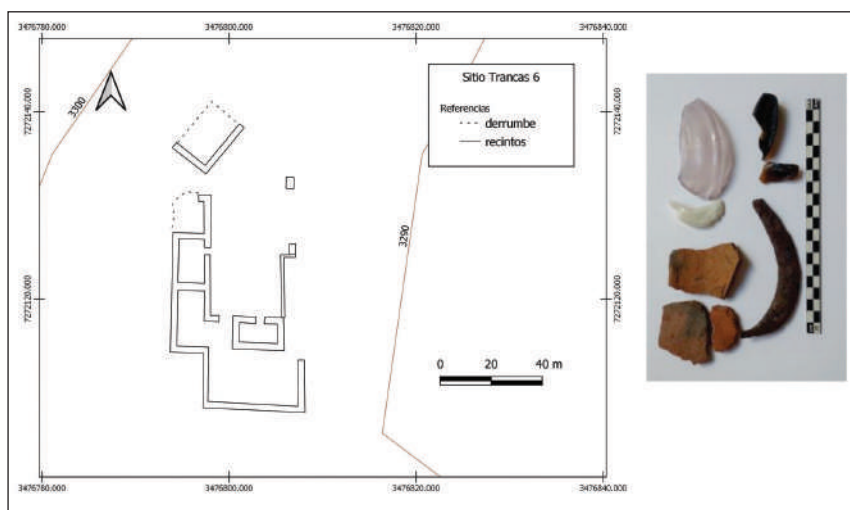 3476780.000 3476800.000 3476820.000 3476840.000
Sitio Trancas 6
Referencias
derrumbe
recintos
3300
7272140.000 7272140.000
3290
7272120.000 7272120.000
0 20 40 m
3476780.000 3476800.000 3476820.000 3476840.000